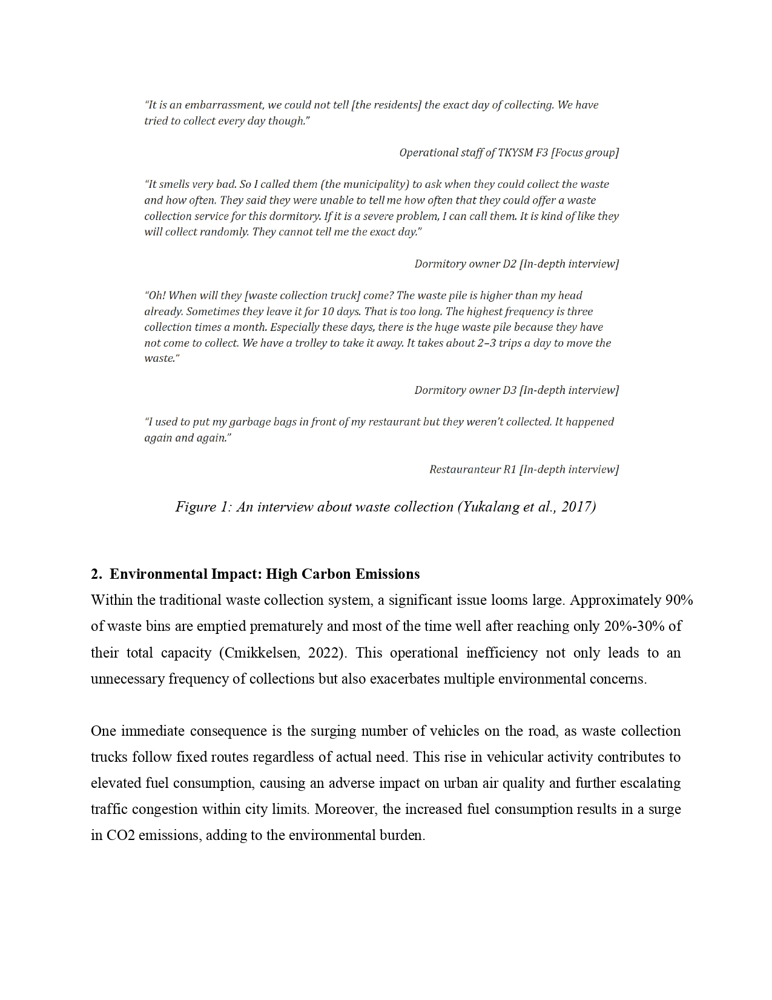 “It is an embarrassment, we could not tell [the residents] the exact day of collecting. We have
tried to collect every day though.”
Operational staff of TKYSM F3 [Focus group]
“It smells very bad. So I called them (the municipality) to ask when they could collect the waste
and how often. They said they were unable to tell me how often that they could offer a waste
collection service for this dormitory. If it is a severe problem, I can call them. It is kind of like they
will collect randomly. They cannot tell me the exact day.”
Dormitory owner D2 [In-depth interview]
“Oh! When will they [waste collection truck] come? The waste pile is higher than my head
already. Sometimes they leave it for 10 days. That is too long. The highest frequency is three
collection times a month. Especially these days, there is the huge waste pile because they have
not come to collect. We have a trolley to take it away. It takes about 2–3 trips a day to move the
waste.”
Dormitory owner D3 [In-depth interview]
“I used to put my garbage bags in front of my restaurant but they weren’t collected. It happened
again and again.”
Restauranteur R1 [In-depth interview]
Figure 1: An interview about waste collection (Yukalang et al., 2017)
2. Environmental Impact: High Carbon Emissions
Within the traditional waste collection system, a significant issue looms large. Approximately 90%
of waste bins are emptied prematurely and most of the time well after reaching only 20%-30% of
their total capacity (Cmikkelsen, 2022). This operational inefficiency not only leads to an
unnecessary frequency of collections but also exacerbates multiple environmental concerns.
One immediate consequence is the surging number of vehicles on the road, as waste collection
trucks follow fixed routes regardless of actual need. This rise in vehicular activity contributes to
elevated fuel consumption, causing an adverse impact on urban air quality and further escalating
traffic congestion within city limits. Moreover, the increased fuel consumption results in a surge
in CO2 emissions, adding to the environmental burden.